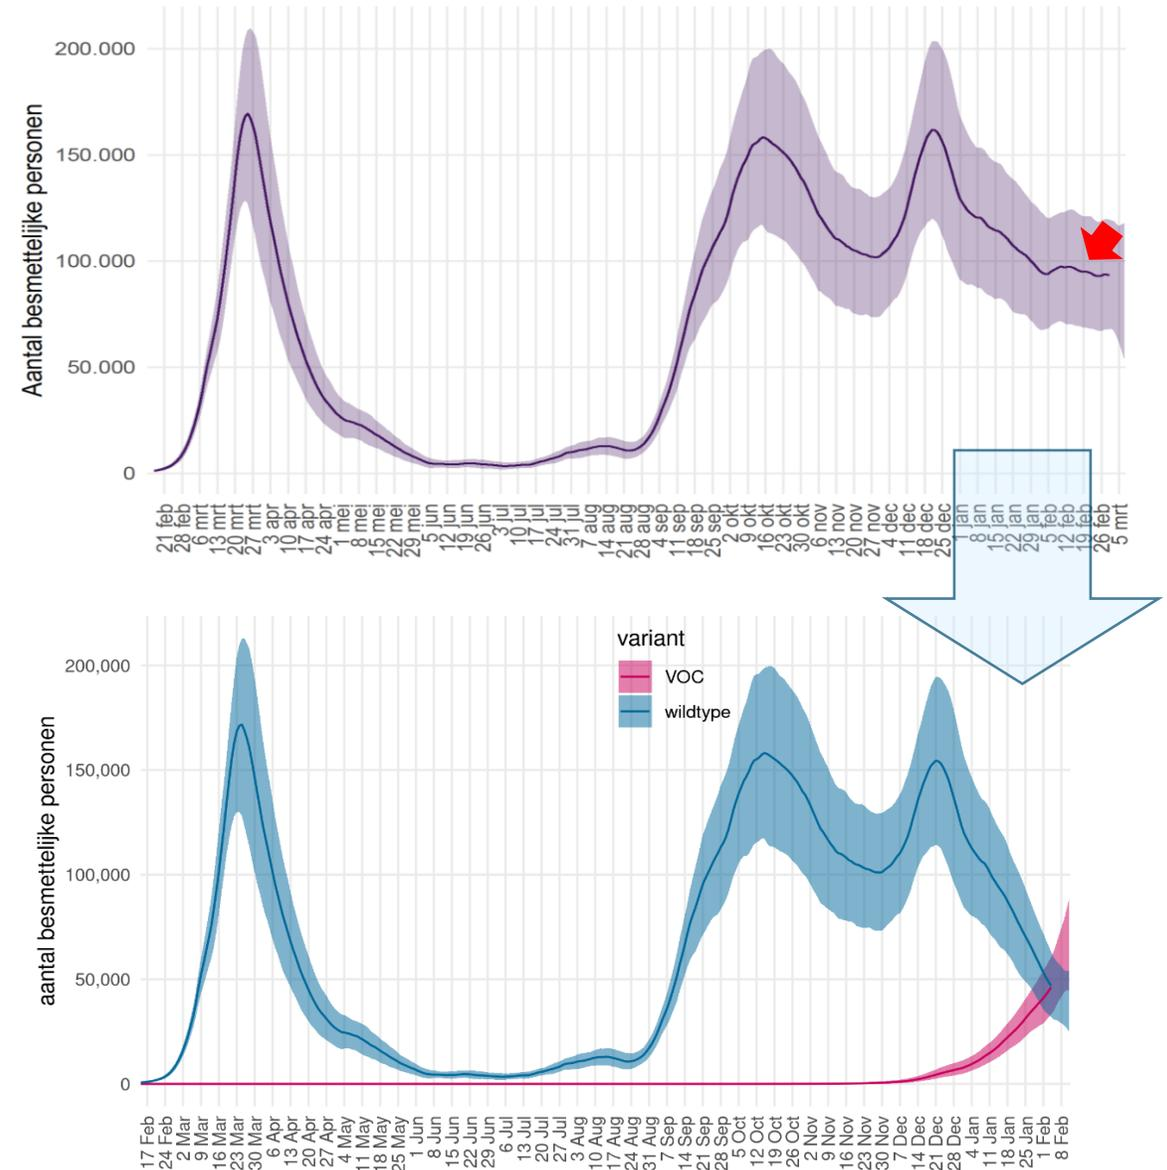 Aantal besmettelijke personen
200.000
150.000
100.000
50.000
0
21 feb
28 feb
6 mrt
13 mrt
20 mrt
27 mrt
3 apr
10 apr
17 apr
24 apr
1 mei
8 mei
15 mei
22 mei
29 mei
5 jun
12 jun
19 jun
26 jun
3 jul
10 jul
17 jul
24 jul
31 jul
7 aug
14 aug
21 aug
28 aug
4 sep
11 sep
18 sep
25 sep
2 okt
9 okt
16 okt
23 okt
30 okt
6 nov
13 nov
20 nov
27 nov
4 dec
11 dec
18 dec
25 dec
1 jan
8 jan
15 jan
22 jan
29 jan
5 feb
12 feb
19 feb
26 feb
5 mrt
variant
VOC
wildtype
aantal besmettelijke personen
200,000
150,000
100,000
50,000
0
17 Feb
24 Feb
2 Mar
9 Mar
16 Mar
23 Mar
30 Mar
6 Apr
13 Apr
20 Apr
27 Apr
4 May
11 May
18 May
25 May
1 Jun
8 Jun
15 Jun
22 Jun
29 Jun
6 Jul
13 Jul
20 Jul
27 Jul
3 Aug
10 Aug
17 Aug
24 Aug
31 Aug
7 Sep
14 Sep
21 Sep
28 Sep
5 Oct
12 Oct
19 Oct
26 Oct
2 Nov
9 Nov
16 Nov
23 Nov
30 Nov
7 Dec
14 Dec
21 Dec
28 Dec
4 Jan
11 Jan
18 Jan
25 Jan
1 Feb
8 Feb